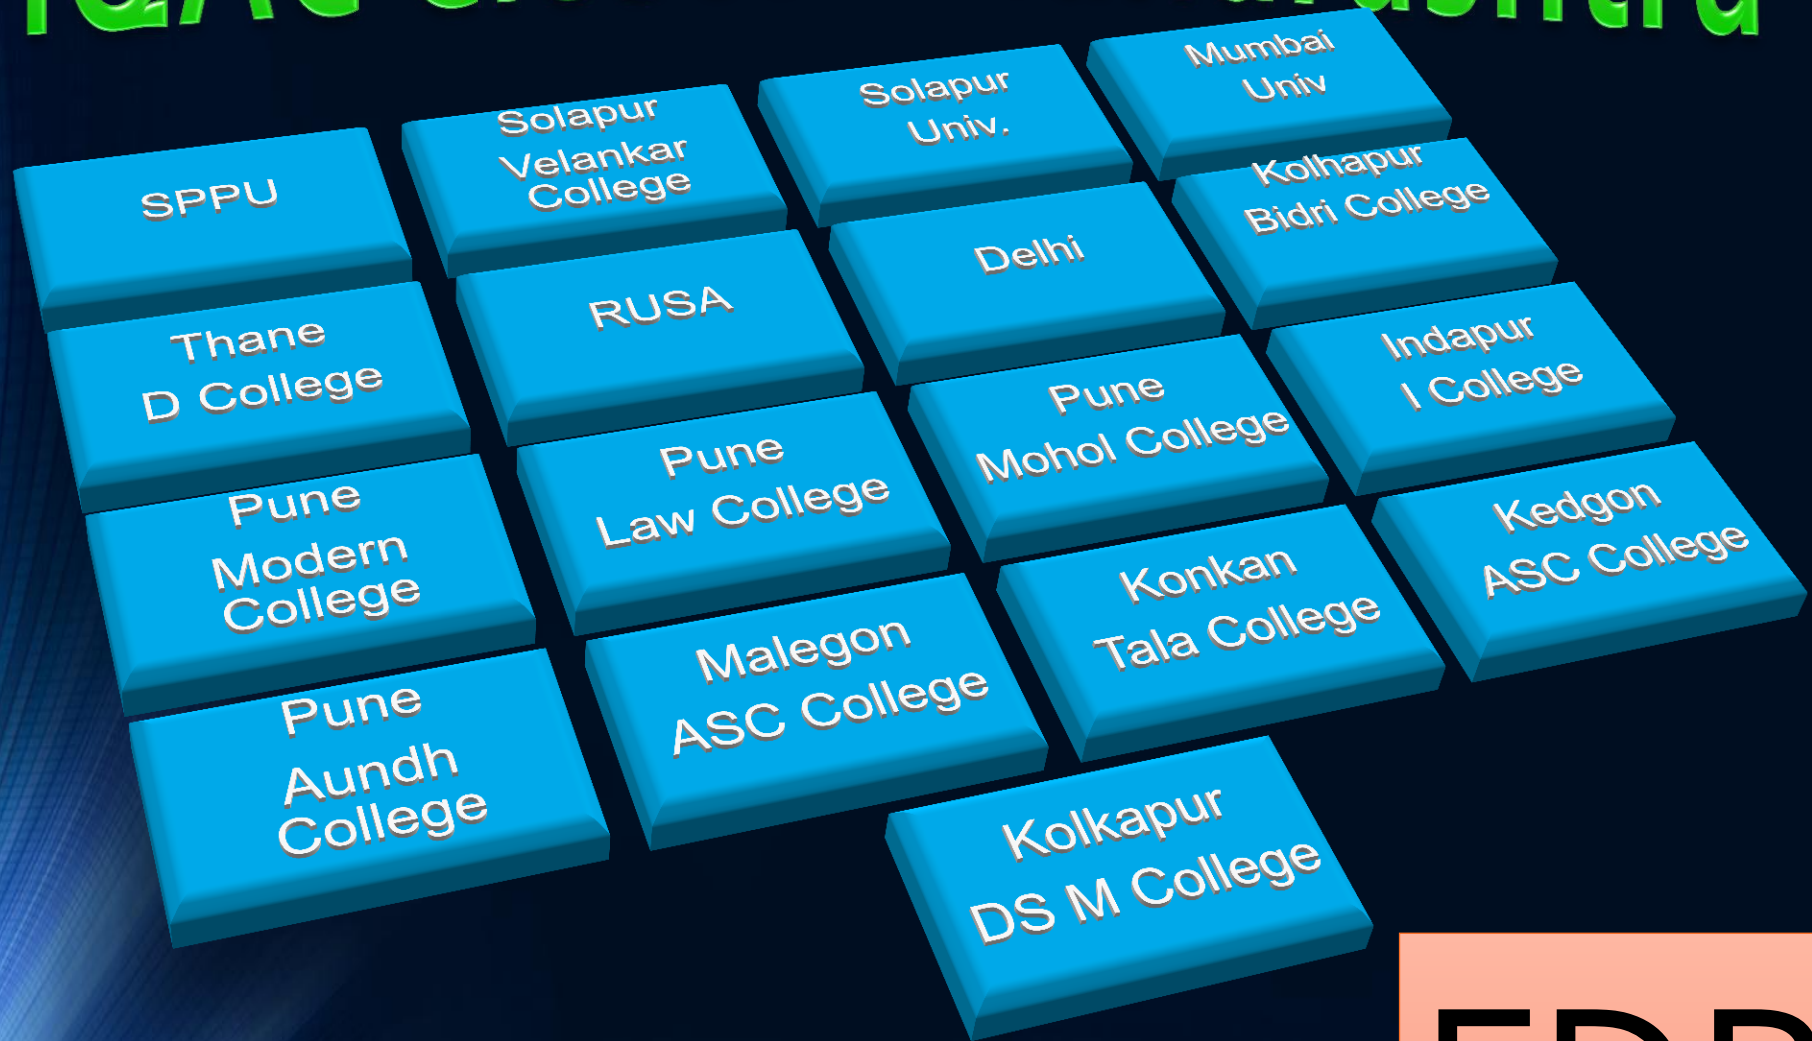 SPPU
Solapur
Velankar
College
Solapur
Univ.
Mumbai
Univ
Thane
D College
RUSA
Delhi
Kolhapur
Bidri College
Pune
Modern
College
Pune
Law College
Pune
Mohol College
Indapur
I College
Pune
Aundh
College
Malegon
ASC College
Konkan
Tala College
Kedgon
ASC College
Kolkapur
DS M College